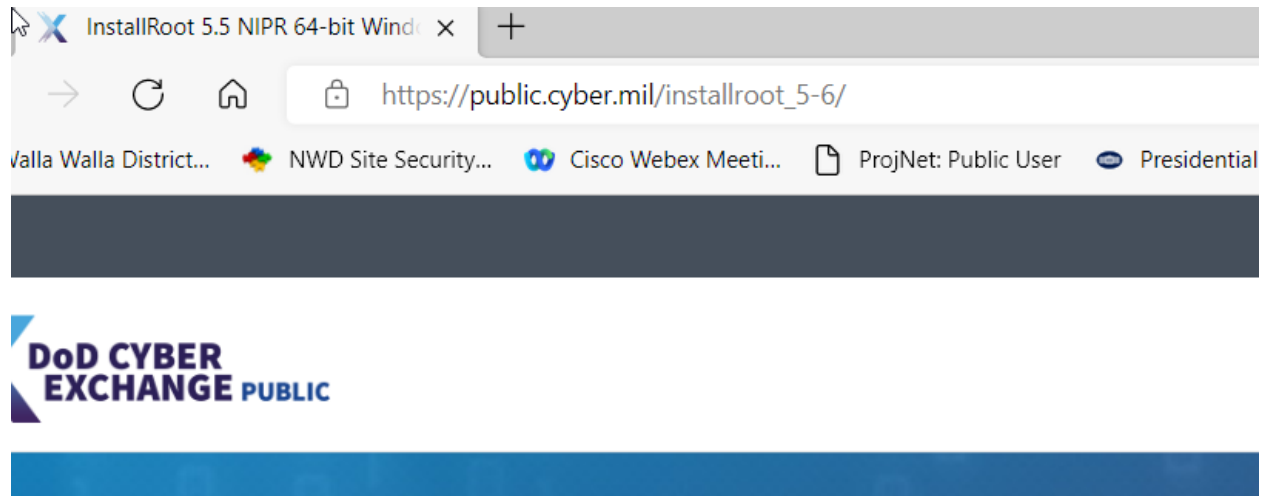 InstallRoot 5.5 NIPR 64-bit Wind
https://public.cyber.mil/installroot_5-6/
Walla Walla District... NWD Site Security... Cisco Webex Meeti... ProjNet: Public User Presidential
DoD CYBER
EXCHANGE PUBLIC